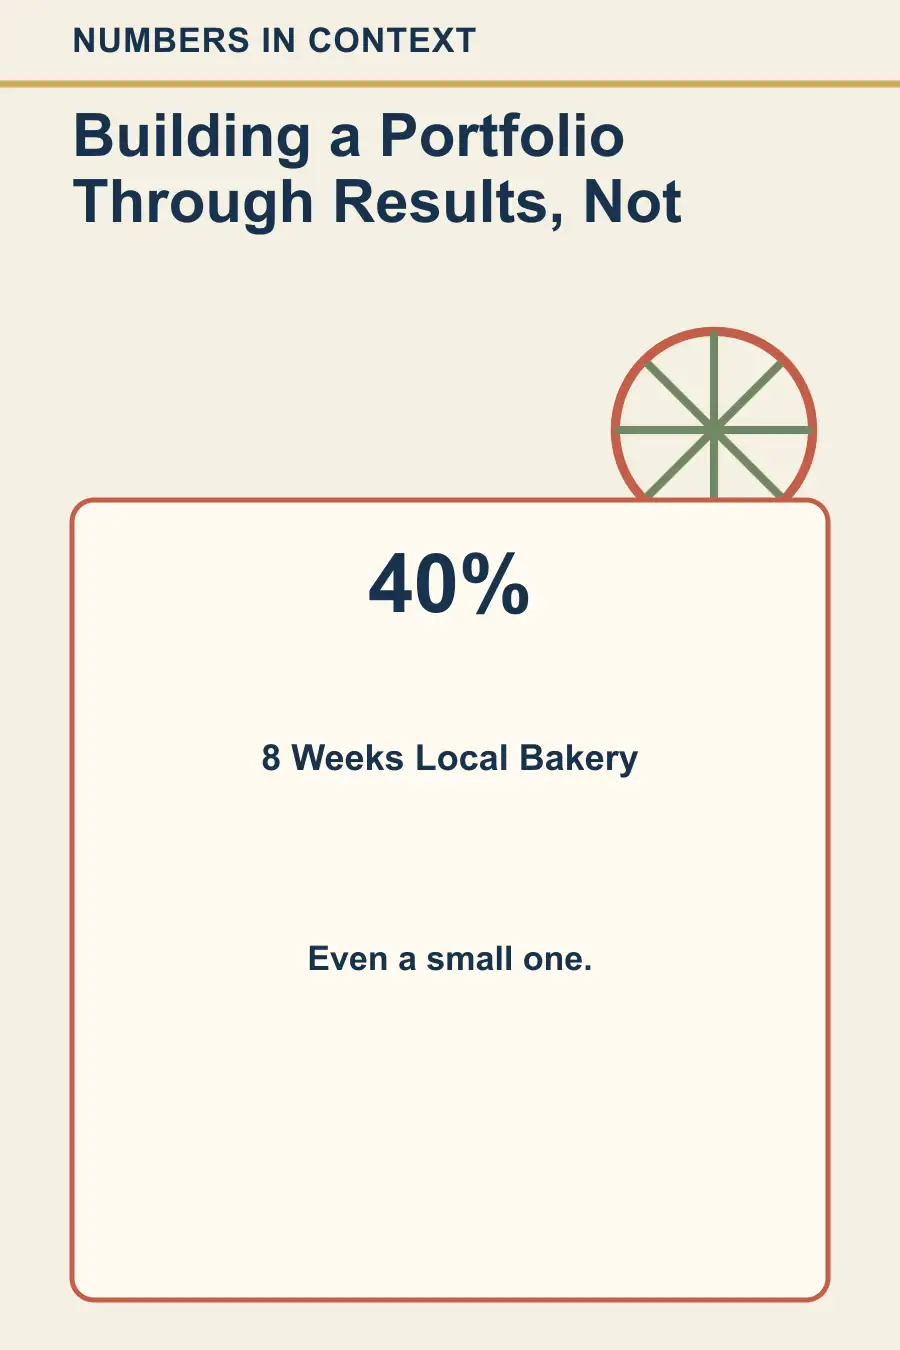 NUMBERS IN CONTEXT
Building a Portfolio
Through Results, Not
40%
8 Weeks Local Bakery
Even a small one.